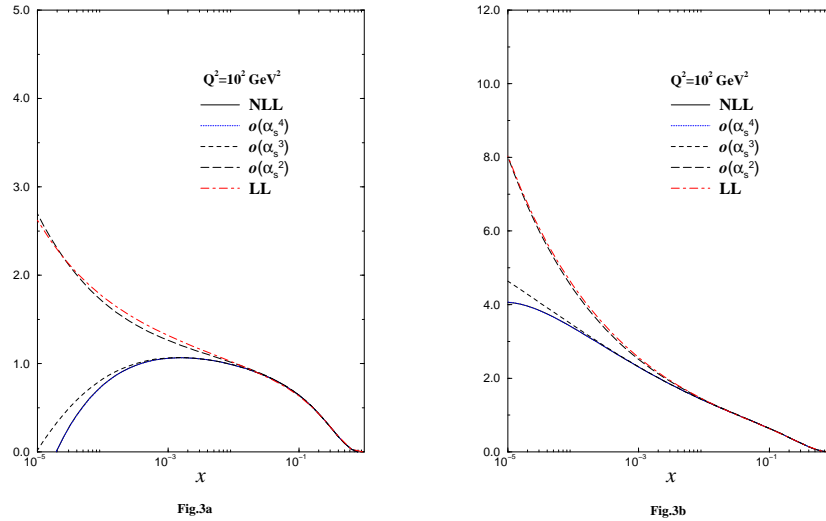 5.0
4.0
3.0
2.0
1.0
0.0
10⁻⁵
10⁻³
10⁻¹
x
Q²=10² GeV²
NLL
o(αₛ⁴)
o(αₛ³)
o(αₛ²)
LL
Fig.3a
12.0
10.0
8.0
6.0
4.0
2.0
0.0
10⁻⁵
10⁻³
10⁻¹
x
Q²=10² GeV²
NLL
o(αₛ⁴)
o(αₛ³)
o(αₛ²)
LL
Fig.3b